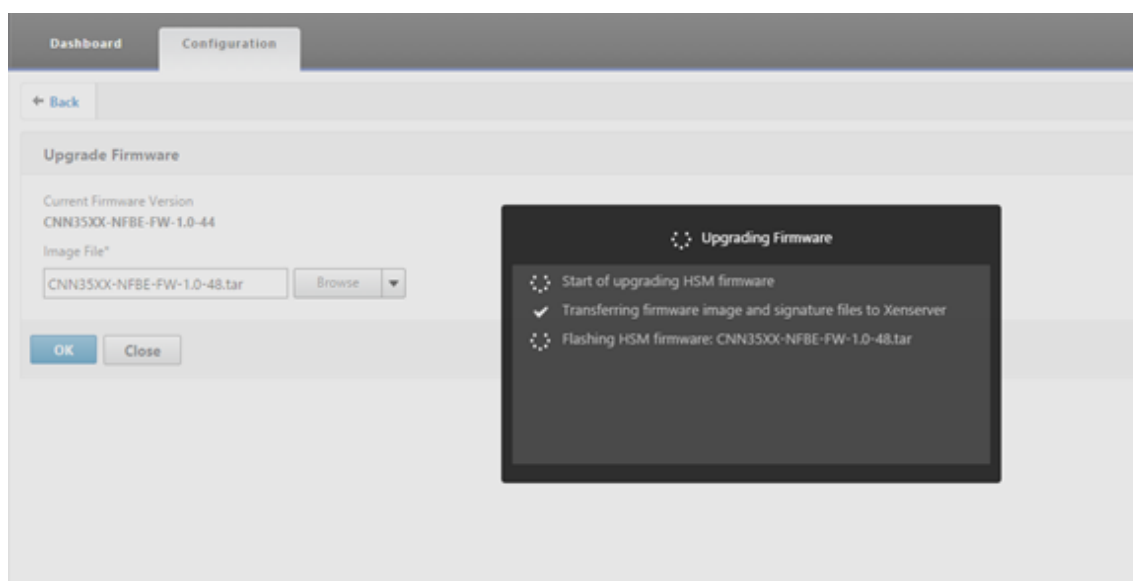 Dashboard
Configuration
Back
Upgrade Firmware
Current Firmware Version
CNN35XX-NFBE-FW-1.0-44
Image File*
CNN35XX-NFBE-FW-1.0-48.tar
Browse
OK
Close
Upgrading Firmware
Start of upgrading HSM firmware
Transferring firmware image and signature files to Xenserver
Flashing HSM firmware: CNN35XX-NFBE-FW-1.0-48.tar